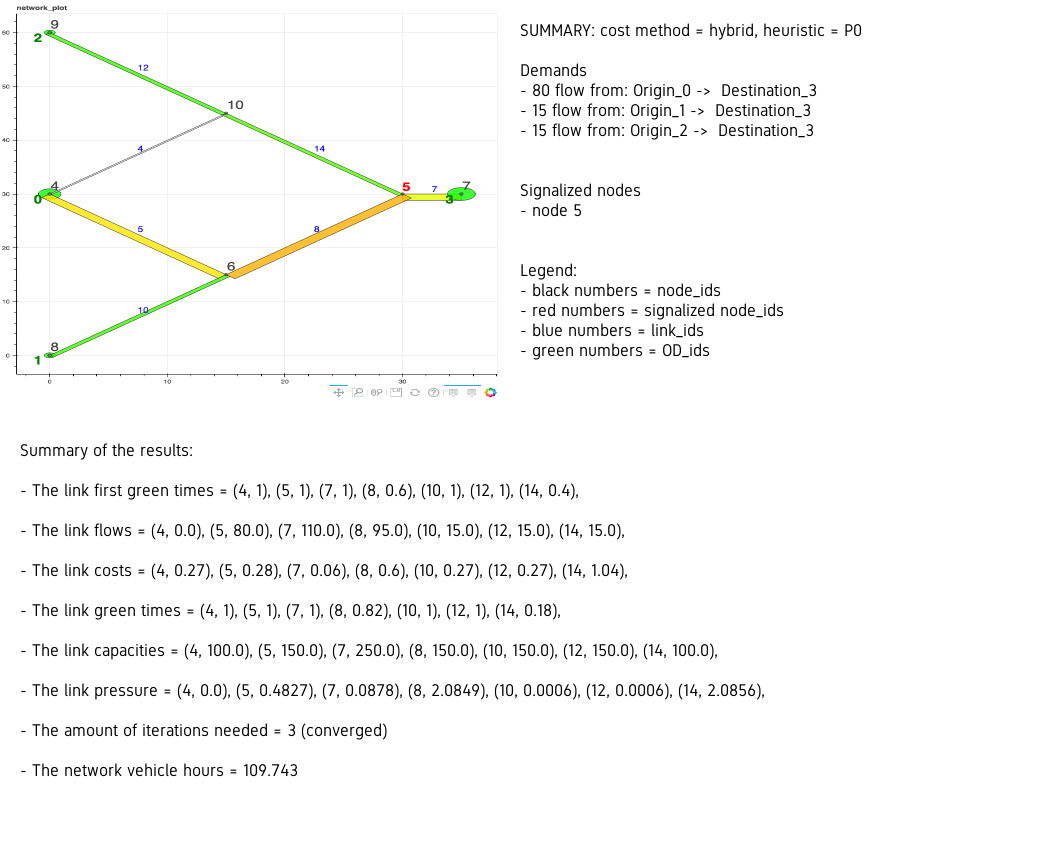 network_plot
60
50
40
30
20
10
0
0
10
20
30
9
2
12
10
4
14
4
0
5
7
7
3
5
8
6
10
8
1
SUMMARY: cost method = hybrid, heuristic = P0
Demands
- 80 flow from: Origin_0 -> Destination_3
- 15 flow from: Origin_1 -> Destination_3
- 15 flow from: Origin_2 -> Destination_3
Signalized nodes
- node 5
Legend:
- black numbers = node_ids
- red numbers = signalized node_ids
- blue numbers = link_ids
- green numbers = OD_ids
Summary of the results:
- The link first green times = (4, 1), (5, 1), (7, 1), (8, 0.6), (10, 1), (12, 1), (14, 0.4),
- The link flows = (4, 0.0), (5, 80.0), (7, 110.0), (8, 95.0), (10, 15.0), (12, 15.0), (14, 15.0),
- The link costs = (4, 0.27), (5, 0.28), (7, 0.06), (8, 0.6), (10, 0.27), (12, 0.27), (14, 1.04),
- The link green times = (4, 1), (5, 1), (7, 1), (8, 0.82), (10, 1), (12, 1), (14, 0.18),
- The link capacities = (4, 100.0), (5, 150.0), (7, 250.0), (8, 150.0), (10, 150.0), (12, 150.0), (14, 100.0),
- The link pressure = (4, 0.0), (5, 0.4827), (7, 0.0878), (8, 2.0849), (10, 0.0006), (12, 0.0006), (14, 2.0856),
- The amount of iterations needed = 3 (converged)
- The network vehicle hours = 109.743